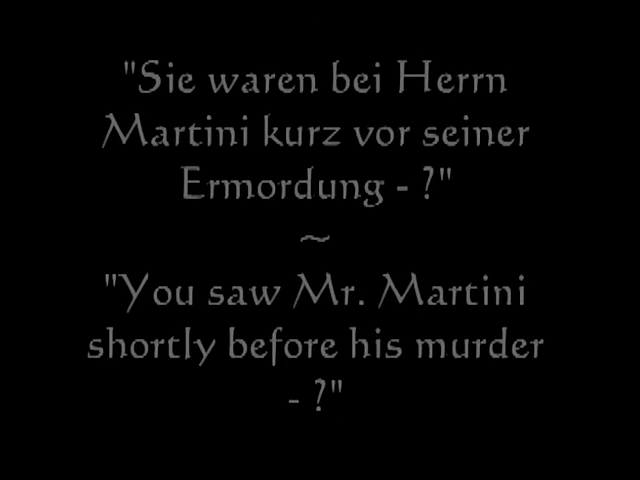 "Sie waren bei Herrn
Martini kurz vor seiner
Ermordung - ?"
~
"You saw Mr. Martini
shortly before his murder
- ?"